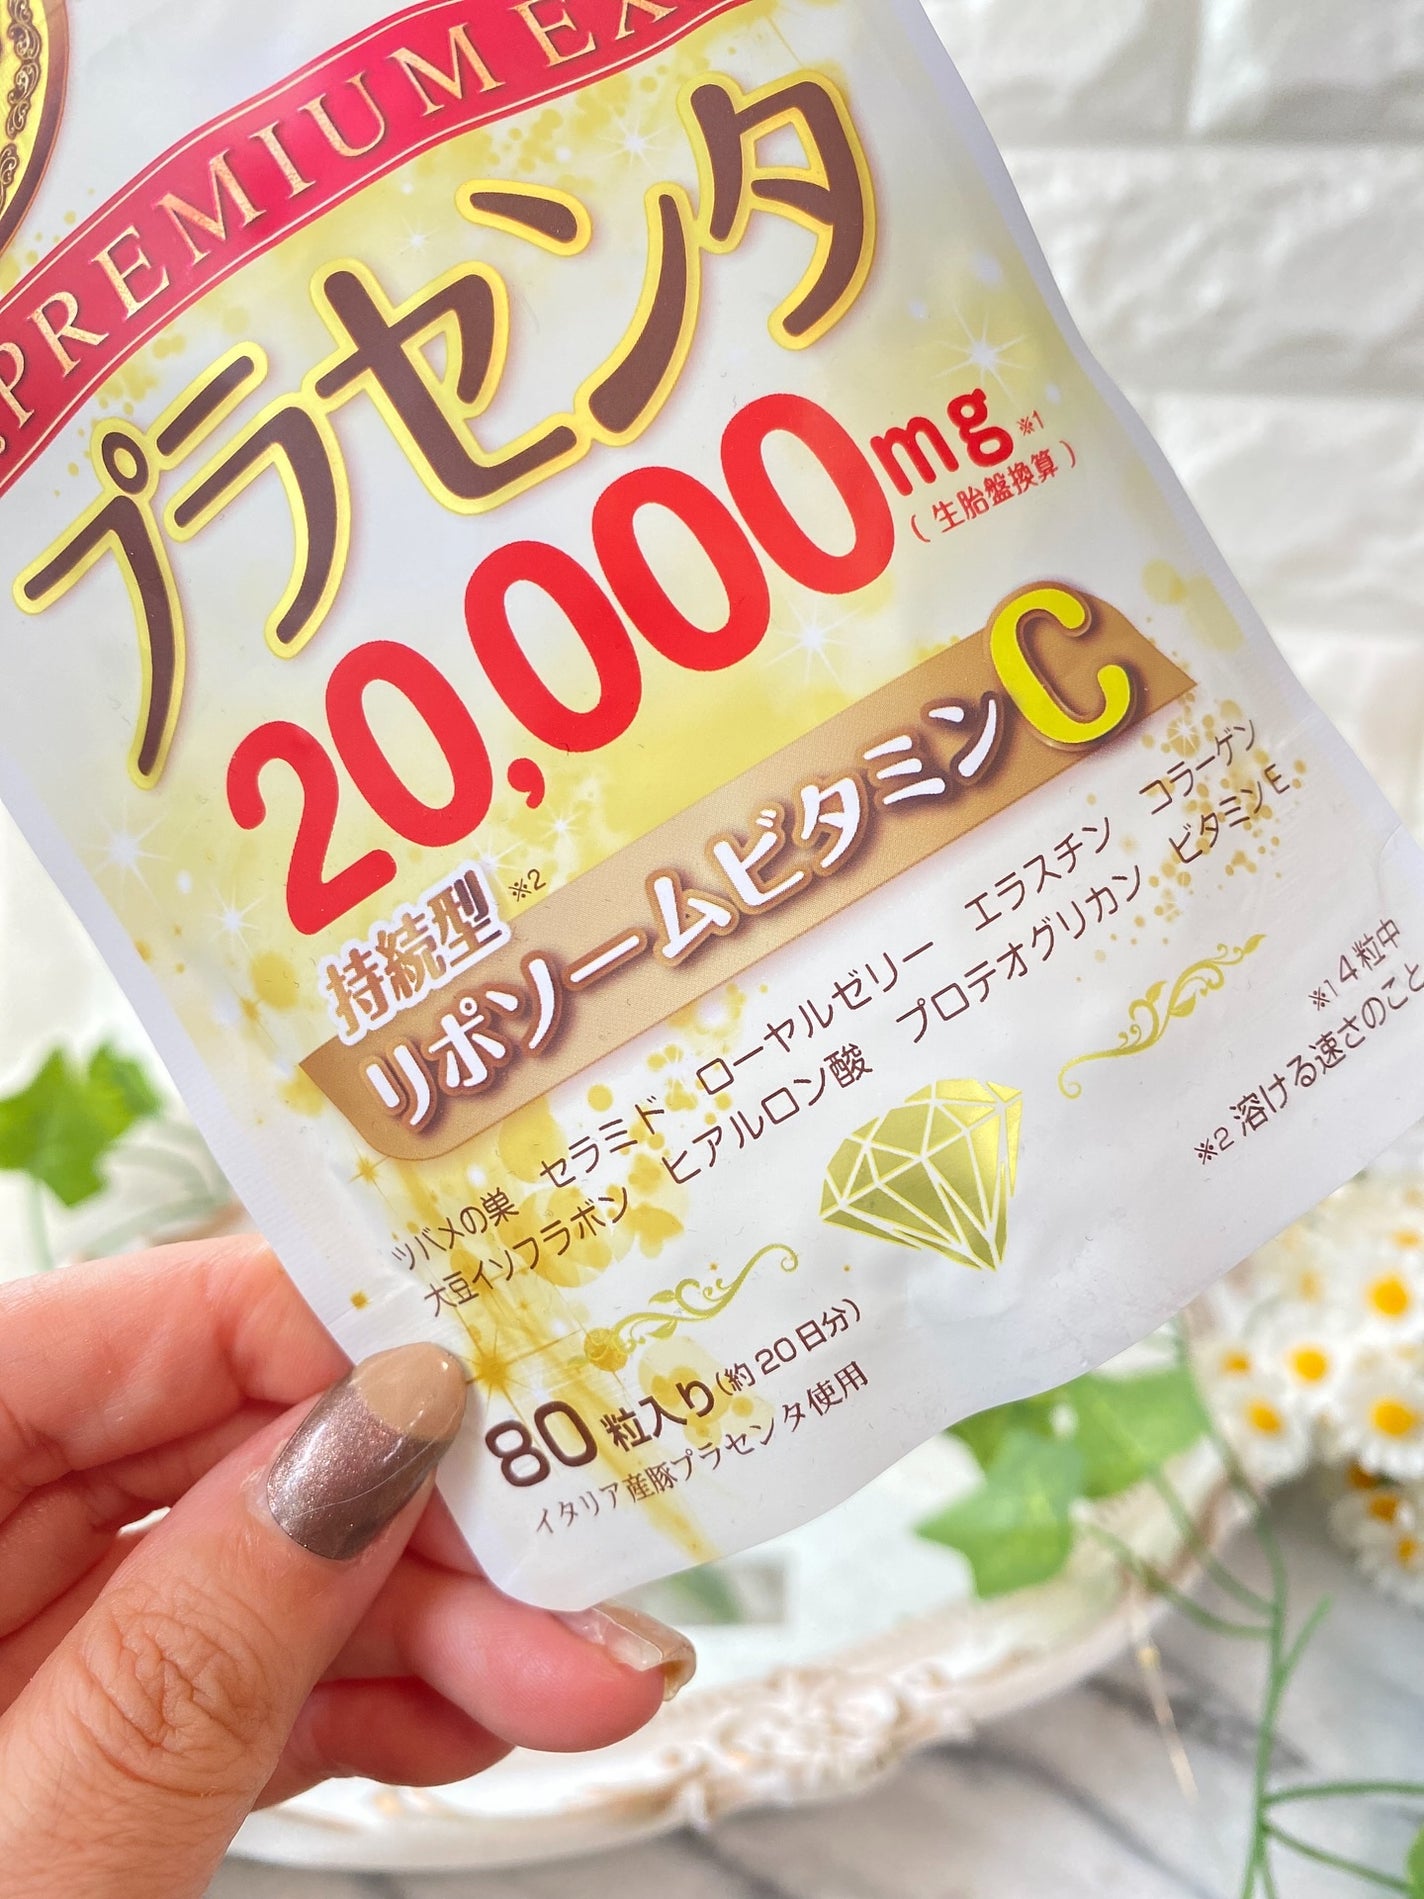 PREMIUM EX
プラセンタ
20,000mg※1
(生胎盤換算)
持続型※2
リポソームビタミンC
ツバメの巣 セラミド ローヤルゼリー エラスチン コラーゲン
大豆イソフラボン ヒアルロン酸 プロテオグリカン ビタミンE
80粒入り(約20日分)
イタリア産豚プラセンタ使用
※1 4粒中
※2 溶ける速さのこと